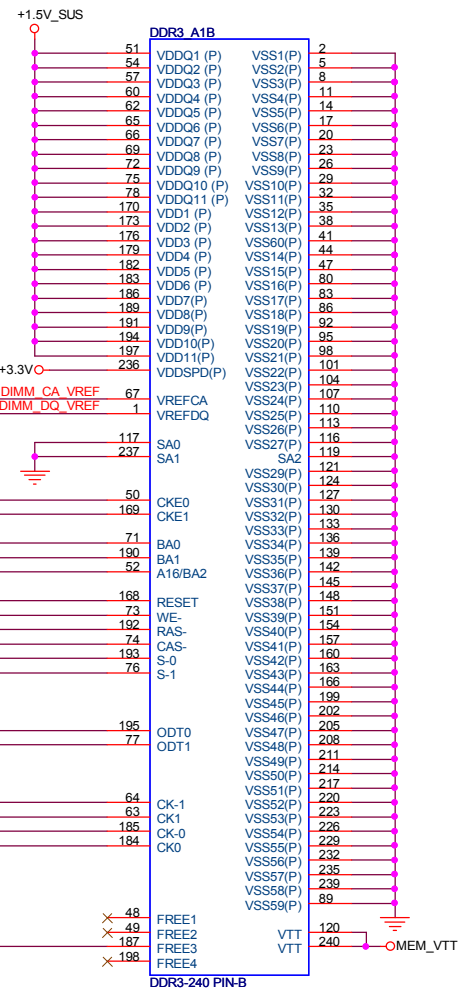 +1.5V_SUS
DDR3_A1B
51 VDDQ1 (P)
54 VDDQ2 (P)
57 VDDQ3 (P)
60 VDDQ4 (P)
62 VDDQ5 (P)
65 VDDQ6 (P)
66 VDDQ7 (P)
69 VDDQ8 (P)
72 VDDQ9 (P)
75 VDDQ10 (P)
78 VDDQ11 (P)
170 VDD1 (P)
173 VDD2 (P)
176 VDD3 (P)
179 VDD4 (P)
182 VDD5 (P)
183 VDD6 (P)
186 VDD7(P)
189 VDD8(P)
191 VDD9(P)
194 VDD10(P)
197 VDD11(P)
+3.3V 236 VDDSPD(P)
DIMM_CA_VREF 67 VREFCA
DIMM_DQ_VREF 1 VREFDQ
117 SA0
237 SA1
50 CKE0
169 CKE1
71 BA0
190 BA1
52 A16/BA2
168 RESET
73 WE-
192 RAS-
74 CAS-
193 S-0
76 S-1
195 ODT0
77 ODT1
64 CK-1
63 CK1
185 CK-0
184 CK0
48 FREE1
49 FREE2
187 FREE3
198 FREE4
VSS1(P) 2
VSS2(P) 5
VSS3(P) 8
VSS4(P) 11
VSS5(P) 14
VSS6(P) 17
VSS7(P) 20
VSS8(P) 23
VSS9(P) 26
VSS10(P) 29
VSS11(P) 32
VSS12(P) 35
VSS13(P) 38
VSS60(P) 41
VSS14(P) 44
VSS15(P) 47
VSS16(P) 80
VSS17(P) 83
VSS18(P) 86
VSS19(P) 92
VSS20(P) 95
VSS21(P) 98
VSS22(P) 101
VSS23(P) 104
VSS24(P) 107
VSS25(P) 110
VSS26(P) 113
VSS27(P) 116
SA2 119
VSS29(P) 121
VSS30(P) 124
VSS31(P) 127
VSS32(P) 130
VSS33(P) 133
VSS34(P) 136
VSS35(P) 139
VSS36(P) 142
VSS37(P) 145
VSS38(P) 148
VSS39(P) 151
VSS40(P) 154
VSS41(P) 157
VSS42(P) 160
VSS43(P) 163
VSS44(P) 166
VSS45(P) 199
VSS46(P) 202
VSS47(P) 205
VSS48(P) 208
VSS49(P) 211
VSS50(P) 214
VSS51(P) 217
VSS52(P) 220
VSS53(P) 223
VSS54(P) 226
VSS55(P) 229
VSS56(P) 232
VSS57(P) 235
VSS58(P) 239
VSS59(P) 89
VTT 120
VTT 240 MEM_VTT
DDR3-240 PIN-B